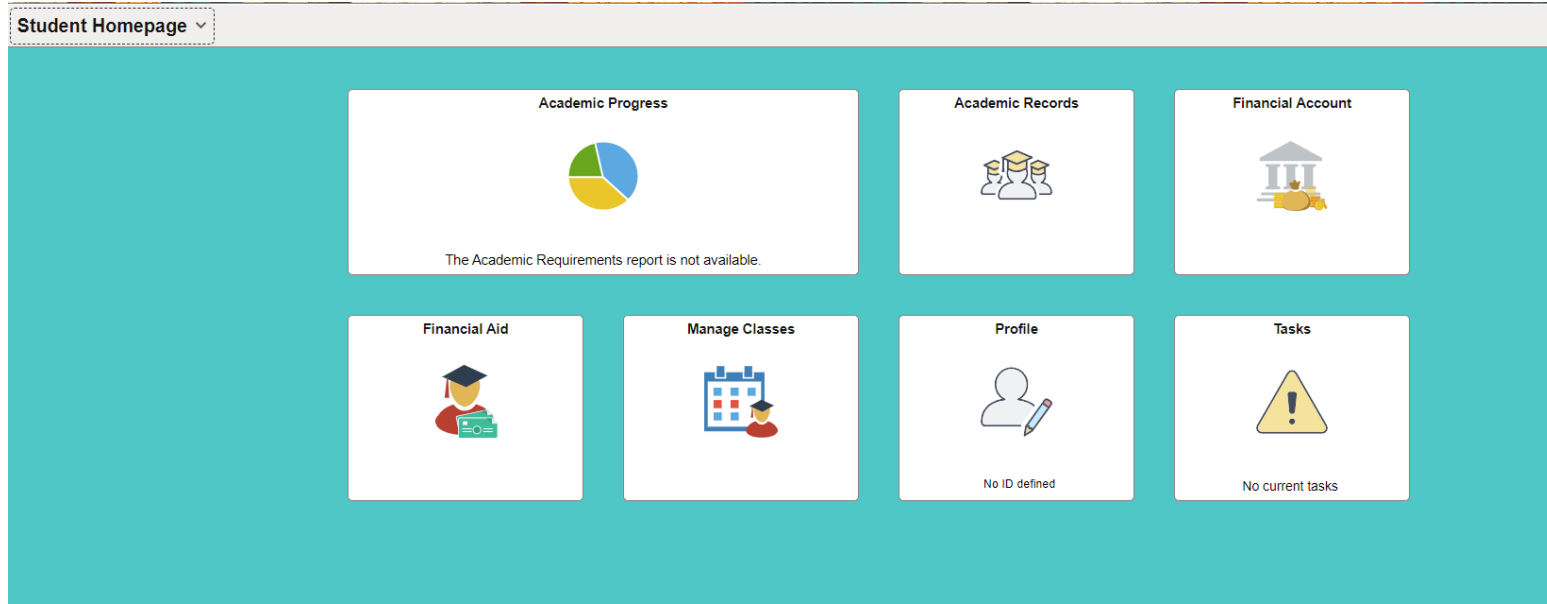 Student Homepage
Academic Progress
The Academic Requirements report is not available.
Academic Records
Financial Account
Financial Aid
Manage Classes
Profile
No ID defined
Tasks
No current tasks